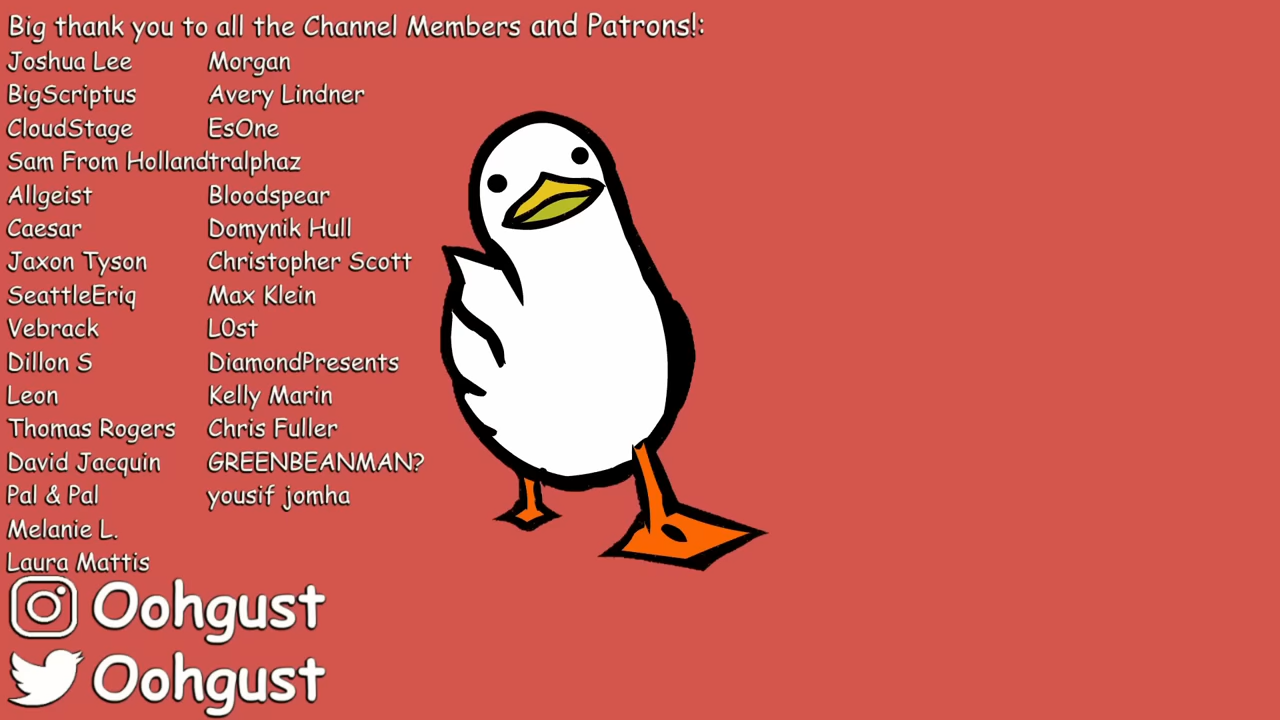 Big thank you to all the Channel Members and Patrons!:
Joshua Lee
BigScriptus
CloudStage
Sam From Holland
Allgeist
Caesar
Jaxon Tyson
SeattleEriq
Vebrack
Dillon S
Leon
Thomas Rogers
David Jacquin
Pal & Pal
Melanie L.
Laura Mattis
Morgan
Avery Lindner
EsOne
tralphaz
Bloodspear
Domynik Hull
Christopher Scott
Max Klein
L0st
DiamondPresents
Kelly Marin
Chris Fuller
GREENBEANMAN?
yousif jomha
Oohgust
Oohgust